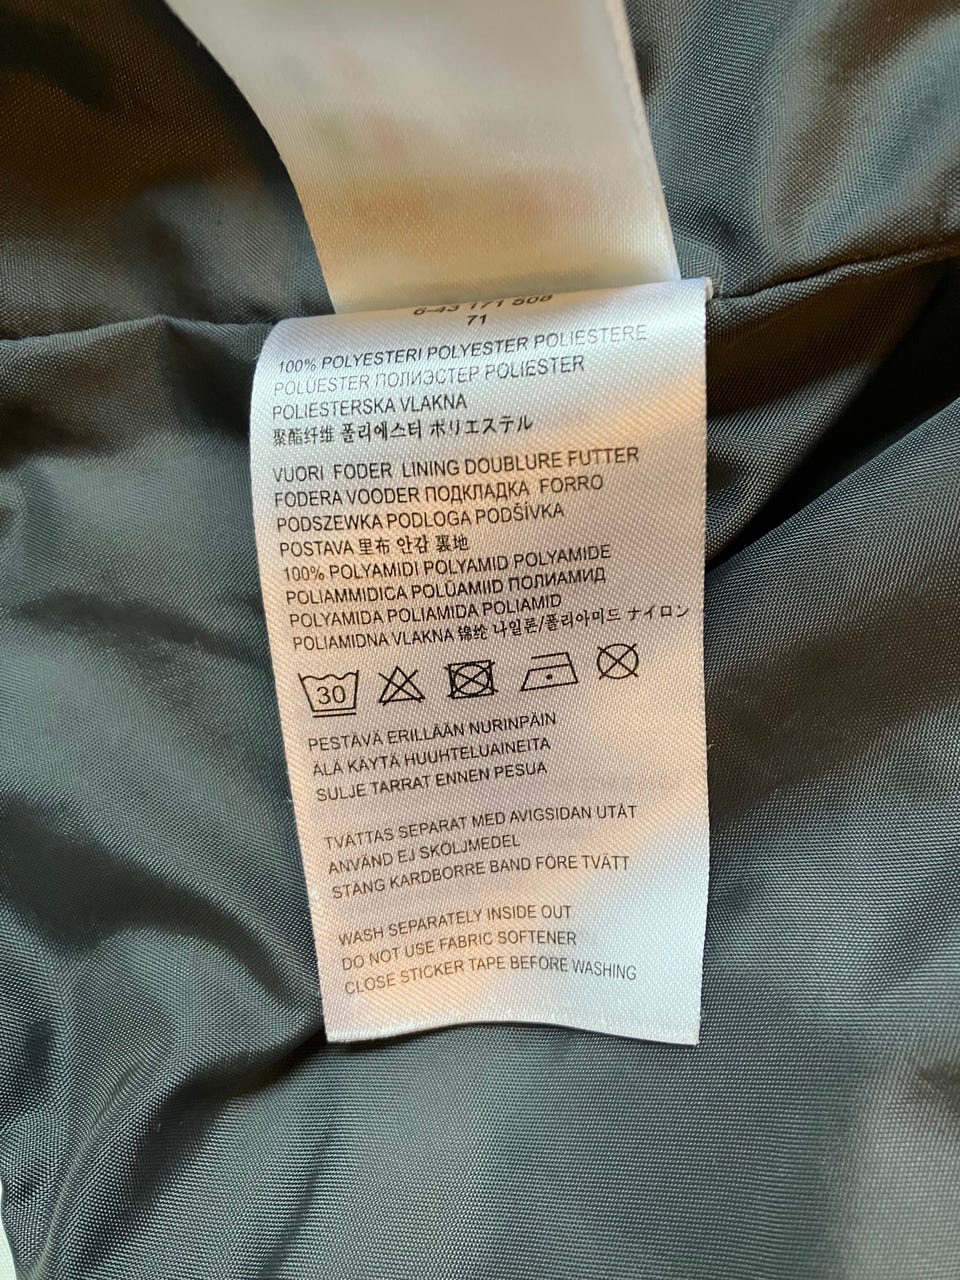 6-43 171 808
71
100% POLYESTERI POLYESTER POLIESTERE
POLÜESTER ПОЛИЭСТЕР POLIÉSTER
POLIESTERSKA VLAKNA
聚酯纤维 폴리에스터 ポリエステル
VUORI FODER LINING DOUBLURE FUTTER
FODERA VOODER ПОДКЛАДКА FORRO
PODSZEWKA PODLOGA PODŠÍVKA
POSTAVA 里布 안감 裏地
100% POLYAMIDI POLYAMID POLYAMIDE
POLIAMMIDICA POLÜAMIID ПОЛИАМИД
POLYAMIDA POLIAMIDA POLIAMID
POLIAMIDNA VLAKNA 锦纶 나일론/폴리아미드 ナイロン
30
PESTÄVÄ ERILLÄÄN NURINPÄIN
ÄLÄ KÄYTÄ HUUHTELUAINEITA
SULJE TARRAT ENNEN PESUA
TVÄTTAS SEPARAT MED AVIGSIDAN UTÅT
ANVÄND EJ SKÖLJMEDEL
STÄNG KARDBORRE BAND FÖRE TVÄTT
WASH SEPARATELY INSIDE OUT
DO NOT USE FABRIC SOFTENER
CLOSE STICKER TAPE BEFORE WASHING